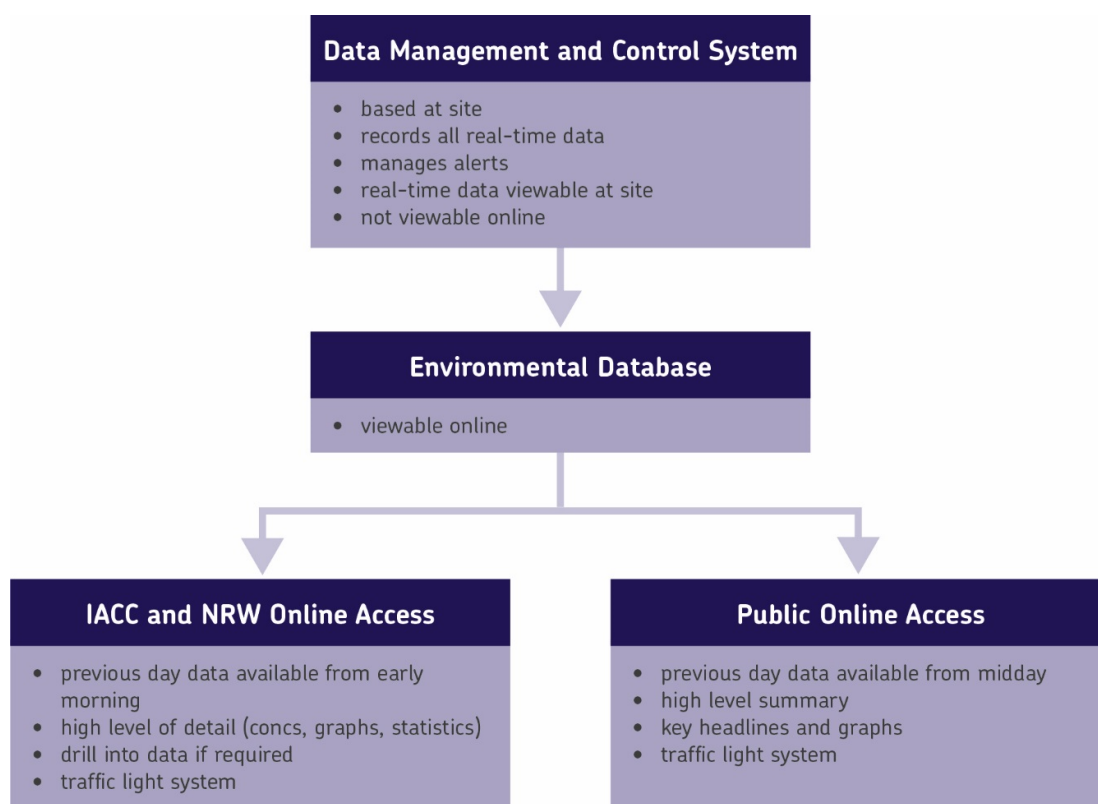 Data Management and Control System
• based at site
• records all real-time data
• manages alerts
• real-time data viewable at site
• not viewable online
Environmental Database
• viewable online
IACC and NRW Online Access
• previous day data available from early
morning
• high level of detail (concs, graphs, statistics)
• drill into data if required
• traffic light system
Public Online Access
• previous day data available from midday
• high level summary
• key headlines and graphs
• traffic light system